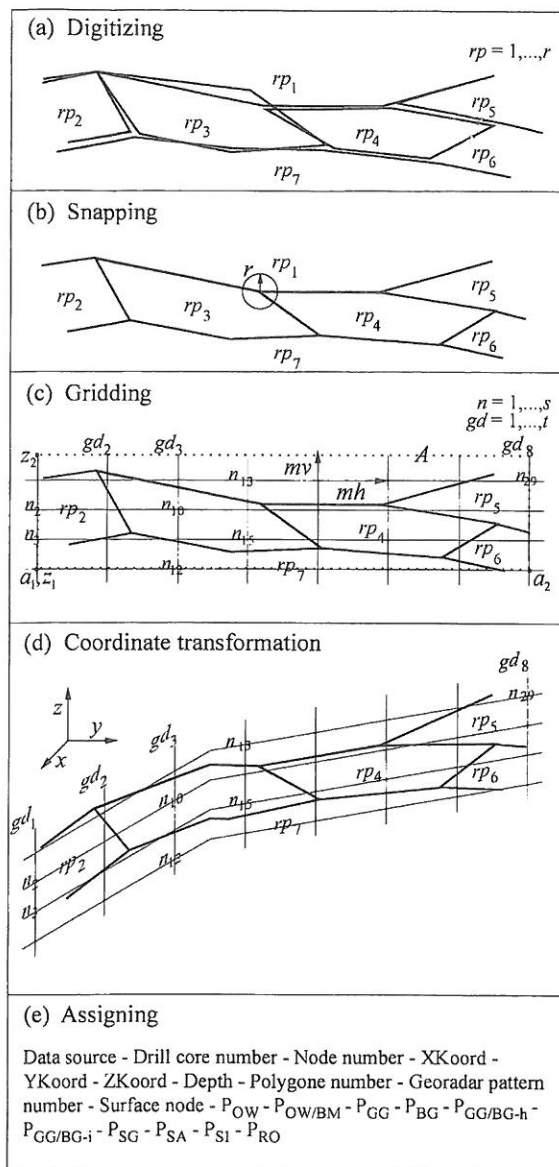 (a) Digitizing
rp = 1,...,r
rp1
rp2
rp3
rp4
rp5
rp6
rp7
(b) Snapping
r
rp1
rp2
rp3
rp4
rp5
rp6
rp7
(c) Gridding
n = 1,...,s
gd = 1,...,t
z2 gd2 gd3 A gd8
mv
n13 n29
mh
n2 rp2 n10 rp5
n15 rp4
rp6
a1,z1 n12 rp7 a2
(d) Coordinate transformation
gd8
z
n29
y
gd3 n13
rp5
x
gd2
rp4 rp6
gd1 n10 n15
rp7
rp2 n12
n2
(e) Assigning
Data source - Drill core number - Node number - XKoord -
YKoord - ZKoord - Depth - Polygone number - Georadar pattern
number - Surface node - POW - POW/BM - PGG - PBG - PGG/BG-h -
PGG/BG-i - PSG - PSA - PSI - PRO